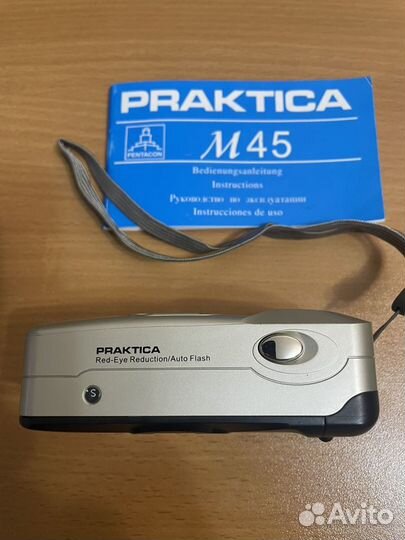 PRAKTICA
PENTACON
M45
Bedienungsanleitung
Instructions
Руководство по эксплуатации
Instrucciones de uso
PRAKTICA
Red-Eye Reduction/Auto Flash
S
Avito